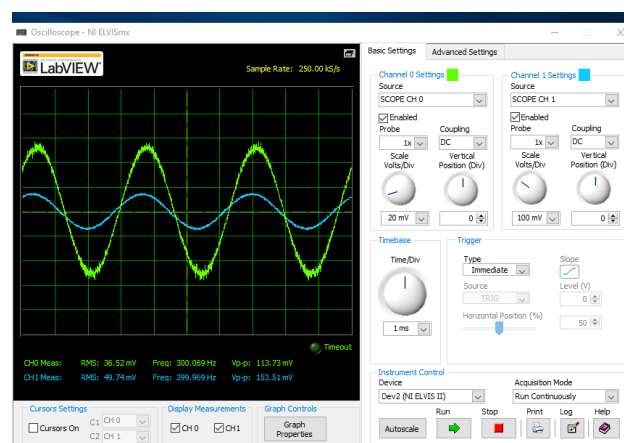 Oscilloscope - NI ELVISmx
LabVIEW
Sample Rate: 250.00 kS/s
Timeout
CH0 Meas: RMS: 36.52 mV Freq: 300.069 Hz Vp-p: 113.73 mV
CH1 Meas: RMS: 49.74 mV Freq: 299.969 Hz Vp-p: 153.51 mV
Cursors Settings
Cursors On
C1 CH 0
C2 CH 1
Display Measurements
CH 0 CH1
Graph Controls
Graph
Properties
Basic Settings Advanced Settings
Channel 0 Settings
Source
SCOPE CH 0
Enabled
Probe Coupling
1x DC
Scale Vertical
Volts/Div Position (Div)
20 mV 0
Channel 1 Settings
Source
SCOPE CH 1
Enabled
Probe Coupling
1x DC
Scale Vertical
Volts/Div Position (Div)
100 mV 0
Timebase
Time/Div
1 ms
Trigger
Type Slope
Immediate
Source Level (V)
TRIG 0
Horizontal Position (%)
50
Instrument Control
Device Acquisition Mode
Dev2 (NI ELVIS II) Run Continuously
Run Stop Print Log Help
Autoscale